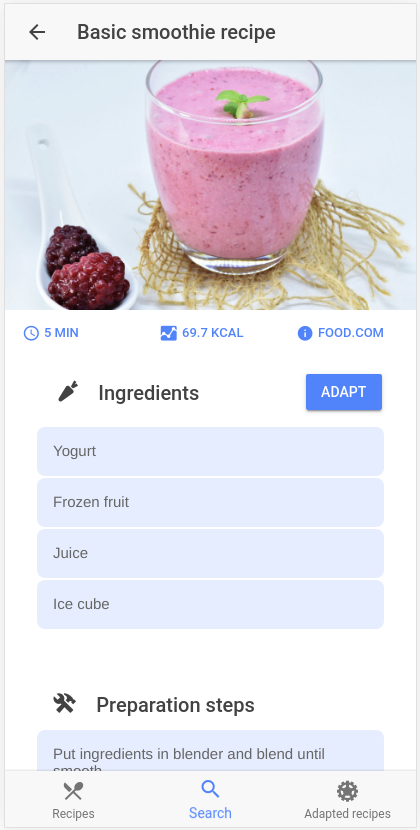 Basic smoothie recipe
5 MIN
69.7 KCAL
FOOD.COM
Ingredients
ADAPT
Yogurt
Frozen fruit
Juice
Ice cube
Preparation steps
Put ingredients in blender and blend until
smooth
Recipes
Search
Adapted recipes